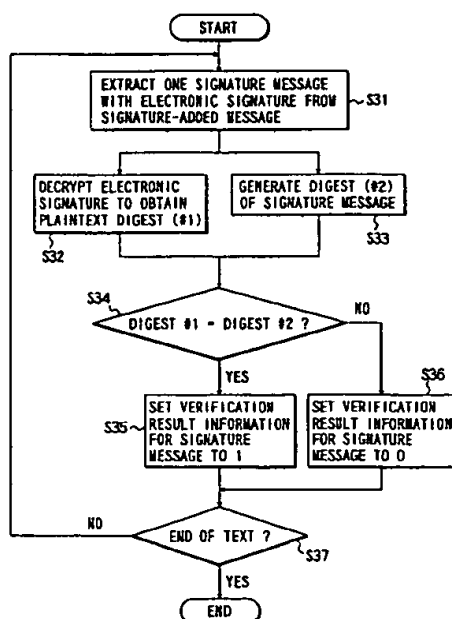 START
EXTRACT ONE SIGNATURE MESSAGE
WITH ELECTRONIC SIGNATURE FROM
SIGNATURE-ADDED MESSAGE
S31
DECRYPT ELECTRONIC
SIGNATURE TO OBTAIN
PLAINTEXT DIGEST (#1)
S32
GENERATE DIGEST (#2)
OF SIGNATURE MESSAGE
S33
S34
DIGEST #1 = DIGEST #2 ?
NO
YES
S35
SET VERIFICATION
RESULT INFORMATION
FOR SIGNATURE
MESSAGE TO 1
S36
SET VERIFICATION
RESULT INFORMATION
FOR SIGNATURE
MESSAGE TO 0
NO
END OF TEXT ?
S37
YES
END